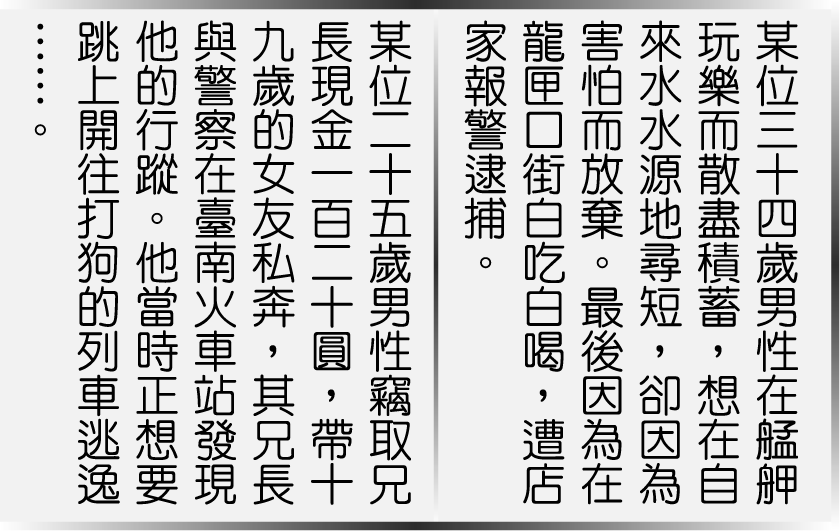 某位三十四歲男性在艋舺
玩樂而散盡積蓄，想在自
來水水源地尋短，卻因為
害怕而放棄。最後因為在
龍匣口街白吃白喝，遭店
家報警逮捕。
某位二十五歲男性竊取兄
長現金一百二十圓，帶十
九歲的女友私奔，其兄長
與警察在臺南火車站發現
他的行蹤。他當時正想要
跳上開往打狗的列車逃逸
⋯⋯。